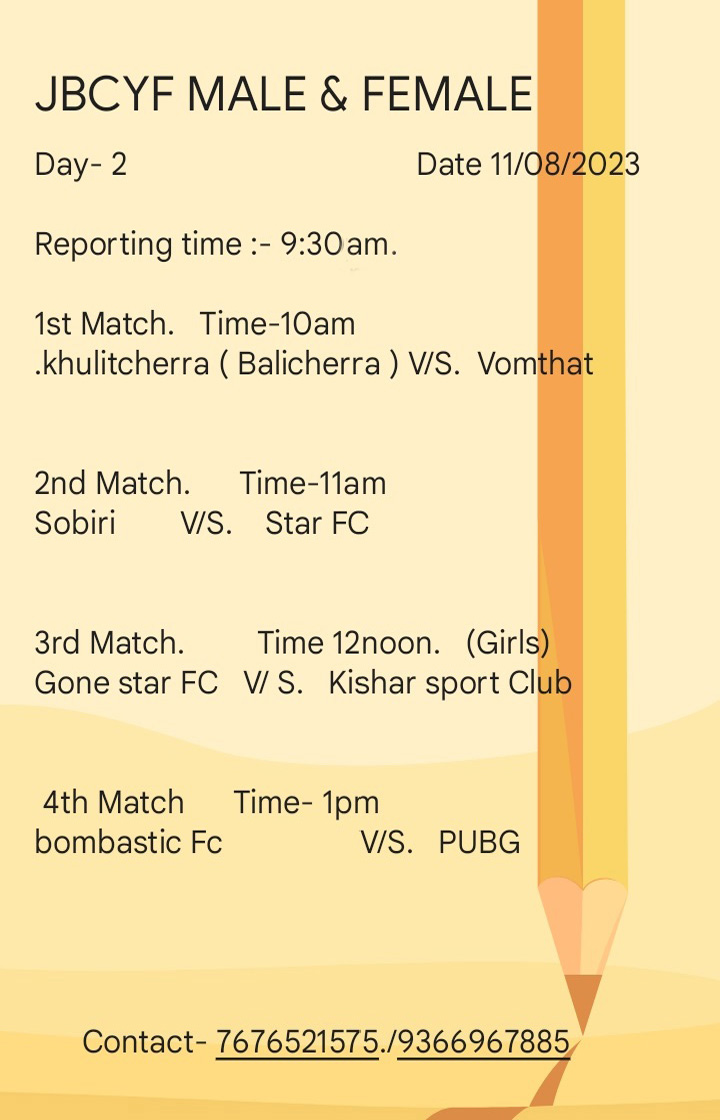 JBCYF MALE & FEMALE
Day- 2 Date 11/08/2023
Reporting time :- 9:30am.
1st Match. Time-10am
.khulitcherra ( Balicherra ) V/S. Vomthat
2nd Match. Time-11am
Sobiri V/S. Star FC
3rd Match. Time 12noon. (Girls)
Gone star FC V/ S. Kishar sport Club
4th Match Time- 1pm
bombastic Fc V/S. PUBG
Contact- 7676521575./9366967885